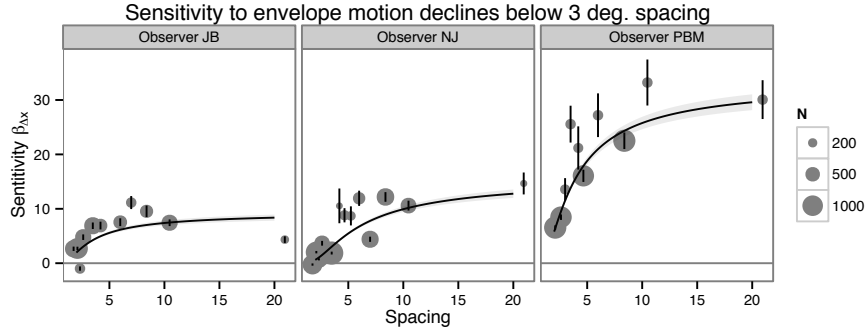 Sensitivity to envelope motion declines below 3 deg. spacing
Observer JB
Observer NJ
Observer PBM
Sentitivity βΔx
30
20
10
0
5 10 15 20
5 10 15 20
5 10 15 20
Spacing
N
200
500
1000